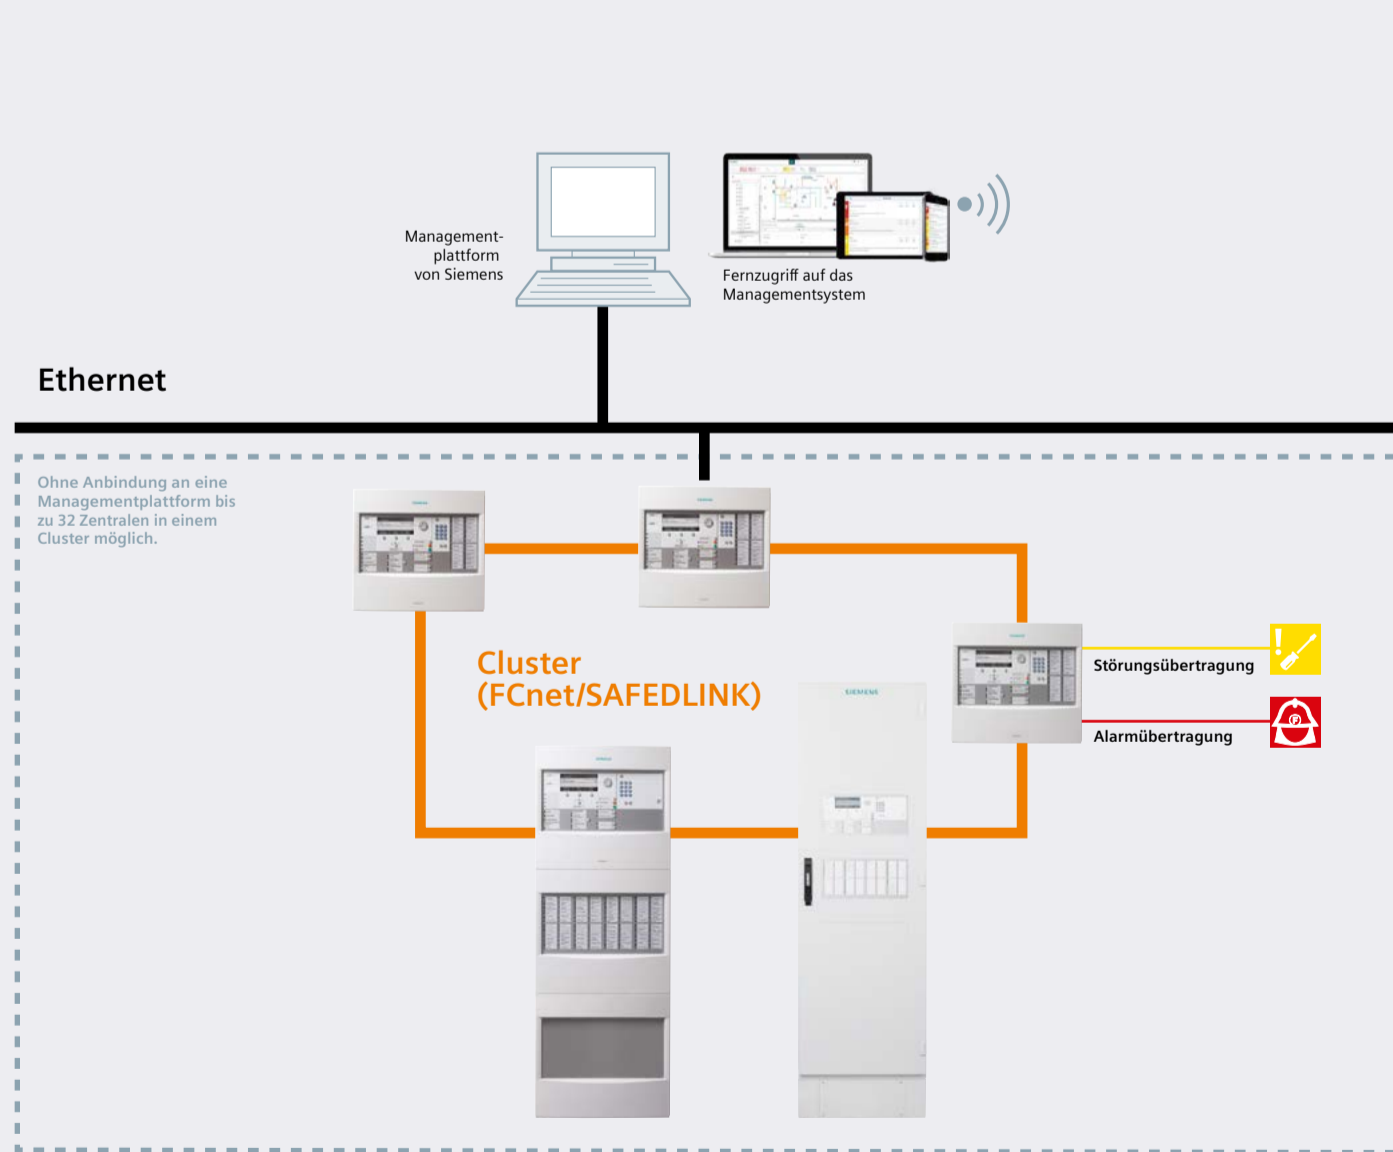 Management-
plattform
von Siemens
Fernzugriff auf das
Managementsystem
Ethernet
Ohne Anbindung an eine
Managementplattform bis
zu 32 Zentralen in einem
Cluster möglich.
Cluster
(FCnet/SAFEDLINK)
Störungsübertragung
Alarmübertragung
F
SIEMENS